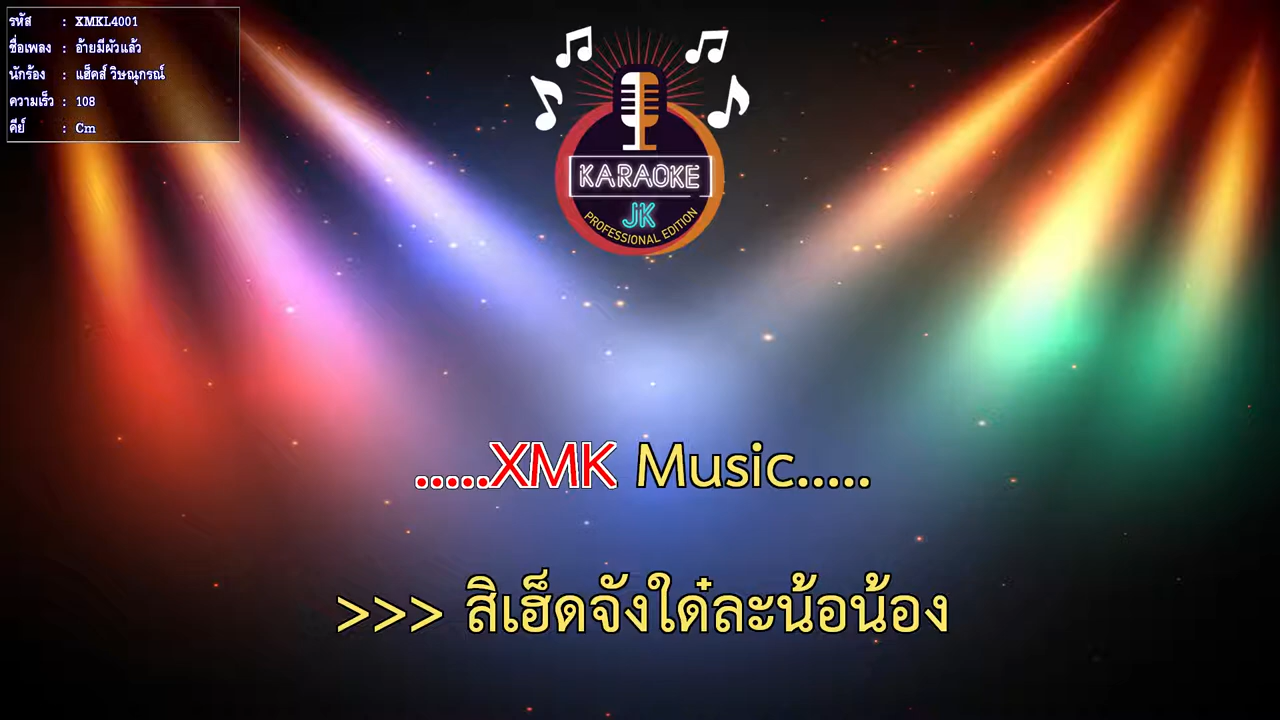 รหัส : XMKL4001
ชื่อเพลง : อ้ายมีผัวแล้ว
นักร้อง : แฮ็คส์ วิษณุกรณ์
ความเร็ว : 108
คีย์ : Cm
KARAOKE
JK
PROFESSIONAL EDITION
.....XMK Music.....
>>> สิเฮ็ดจังใด๋ละน้อน้อง